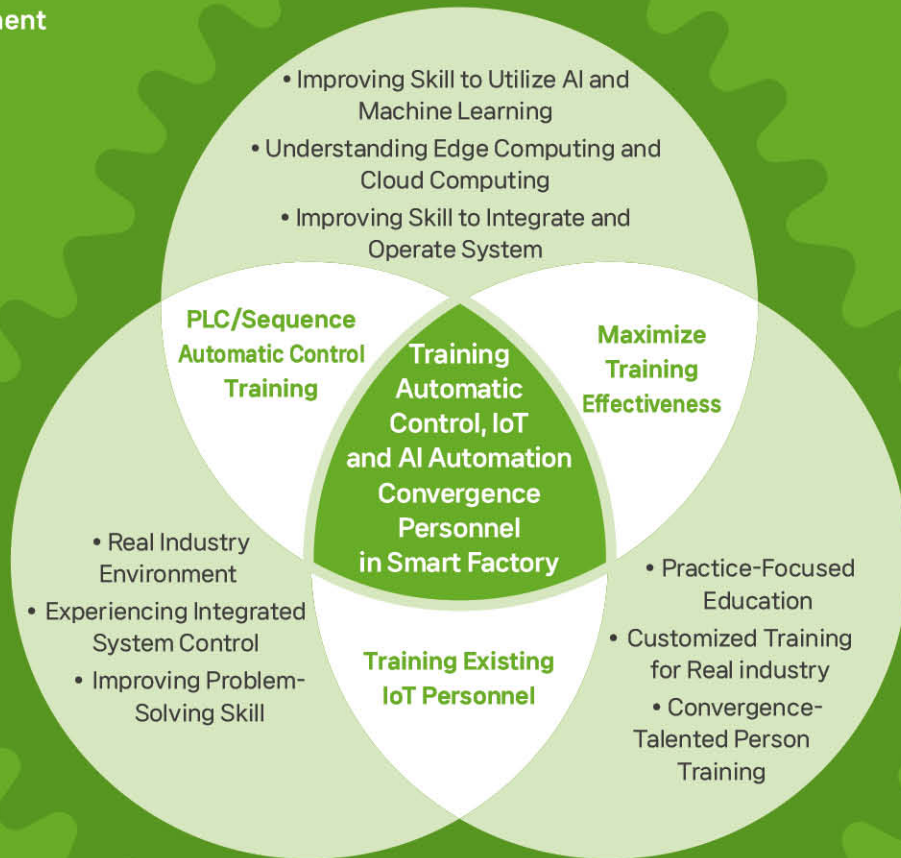 ment
• Improving Skill to Utilize AI and
Machine Learning
• Understanding Edge Computing and
Cloud Computing
• Improving Skill to Integrate and
Operate System
PLC/Sequence
Automatic Control
Training
Maximize
Training
Effectiveness
Training
Automatic
Control, IoT
and AI Automation
Convergence
Personnel
in Smart Factory
• Real Industry
Environment
• Experiencing Integrated
System Control
• Improving Problem-
Solving Skill
Training Existing
IoT Personnel
• Practice-Focused
Education
• Customized Training
for Real industry
• Convergence-
Talented Person
Training